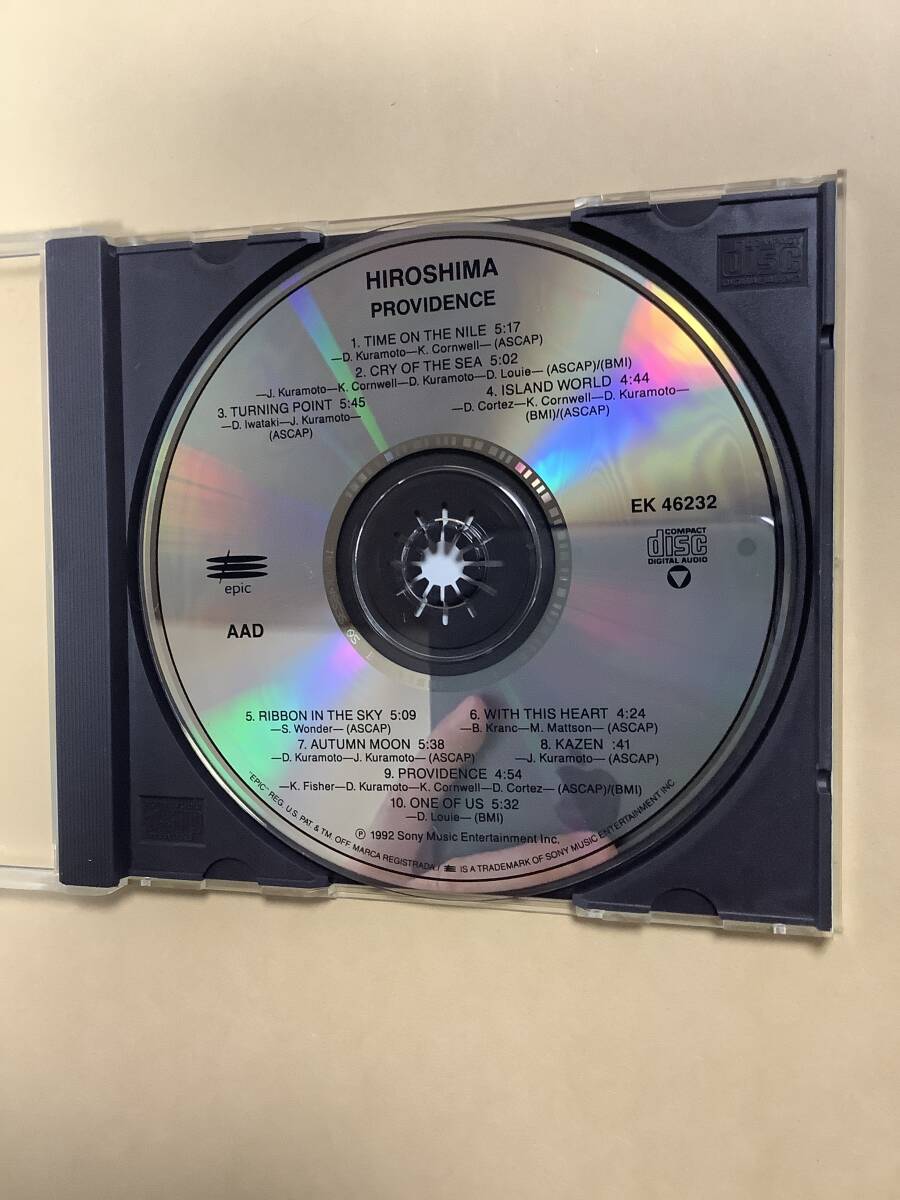 HIROSHIMA
PROVIDENCE
1. TIME ON THE NILE 5:17
—D. Kuramoto—K. Cornwell— (ASCAP)
2. CRY OF THE SEA 5:02
—J. Kuramoto—K. Cornwell—D. Kuramoto—D. Louie— (ASCAP)/(BMI)
3. TURNING POINT 5:45
—D. Iwataki—J. Kuramoto—
(ASCAP)
4. ISLAND WORLD 4:44
—D. Cortez—K. Cornwell—D. Kuramoto—
(BMI)/(ASCAP)
EK 46232
COMPACT
disc
DIGITAL AUDIO
epic
AAD
5. RIBBON IN THE SKY 5:09
—S. Wonder— (ASCAP)
6. WITH THIS HEART 4:24
—B. Kranc—M. Mattson— (ASCAP)
7. AUTUMN MOON 5:38
—D. Kuramoto—J. Kuramoto— (ASCAP)
8. KAZEN :41
—J. Kuramoto— (ASCAP)
9. PROVIDENCE 4:54
—K. Fisher—D. Kuramoto—K. Cornwell—D. Cortez— (ASCAP)/(BMI)
10. ONE OF US 5:32
—D. Louie— (BMI)
℗ 1992 Sony Music Entertainment Inc.
"EPIC" REG. U.S. PAT. & TM. OFF. MARCA REGISTRADA./ IS A TRADEMARK OF SONY MUSIC ENTERTAINMENT INC.
COMPACT
disc